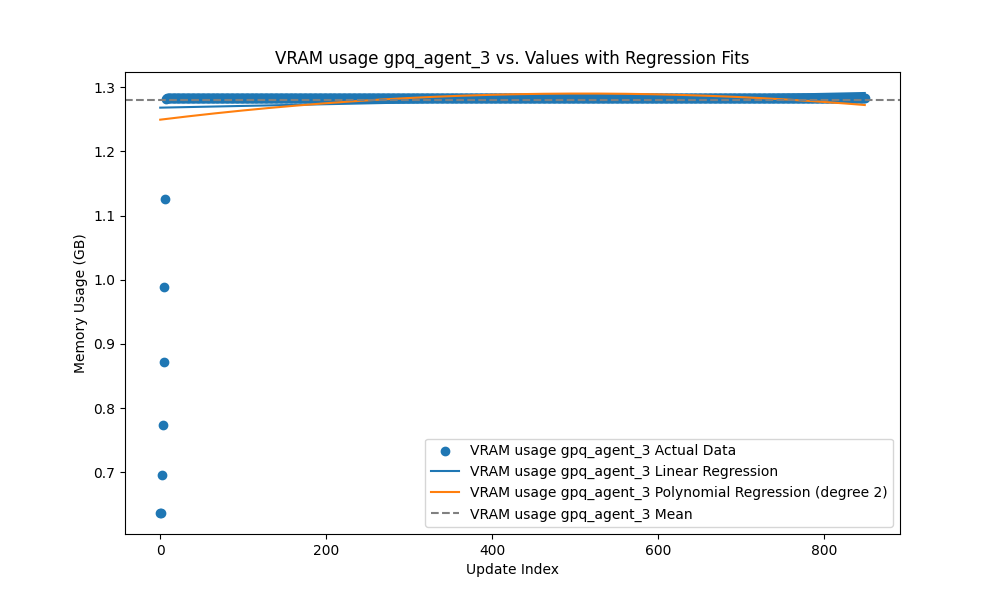 VRAM usage gpq_agent_3 vs. Values with Regression Fits
Memory Usage (GB)
1.3
1.2
1.1
1.0
0.9
0.8
0.7
VRAM usage gpq_agent_3 Actual Data
VRAM usage gpq_agent_3 Linear Regression
VRAM usage gpq_agent_3 Polynomial Regression (degree 2)
VRAM usage gpq_agent_3 Mean
0 200 400 600 800
Update Index